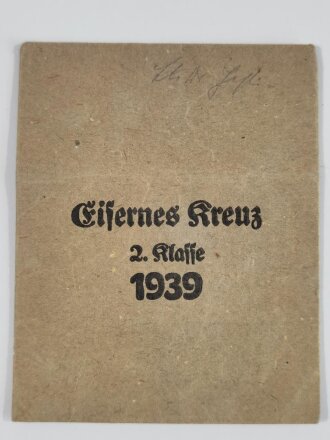 Eisernes Kreuz
2. Klasse
1939